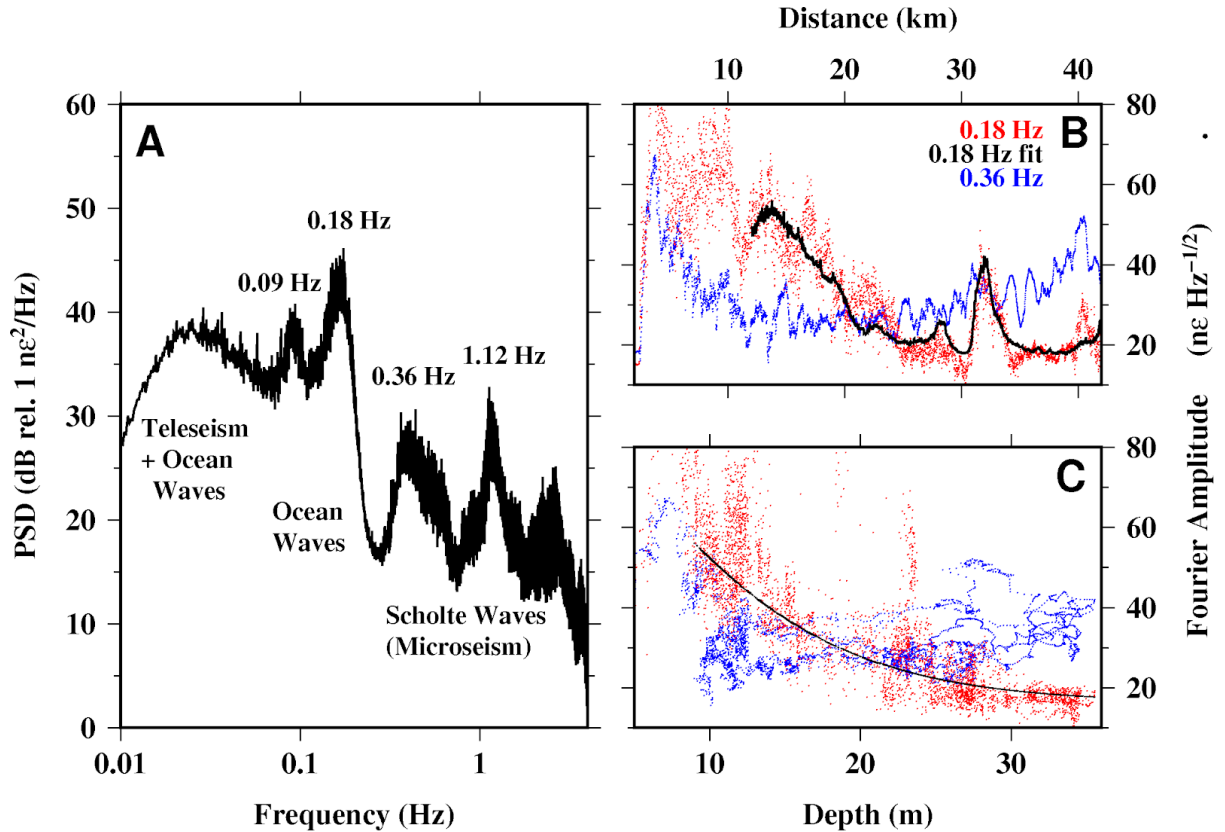 Distance (km)
10 20 30 40
60
50
40
30
20
10
0
PSD (dB rel. 1 nε²/Hz)
A
0.18 Hz
0.09 Hz
0.36 Hz
1.12 Hz
Teleseism
+ Ocean
Waves
Ocean
Waves
Scholte Waves
(Microseism)
0.01 0.1 1
Frequency (Hz)
B
0.18 Hz
0.18 Hz fit
0.36 Hz
80
60
40
20
C
80
60
40
20
Fourier Amplitude (nε Hz⁻¹/²)
10 20 30
Depth (m)